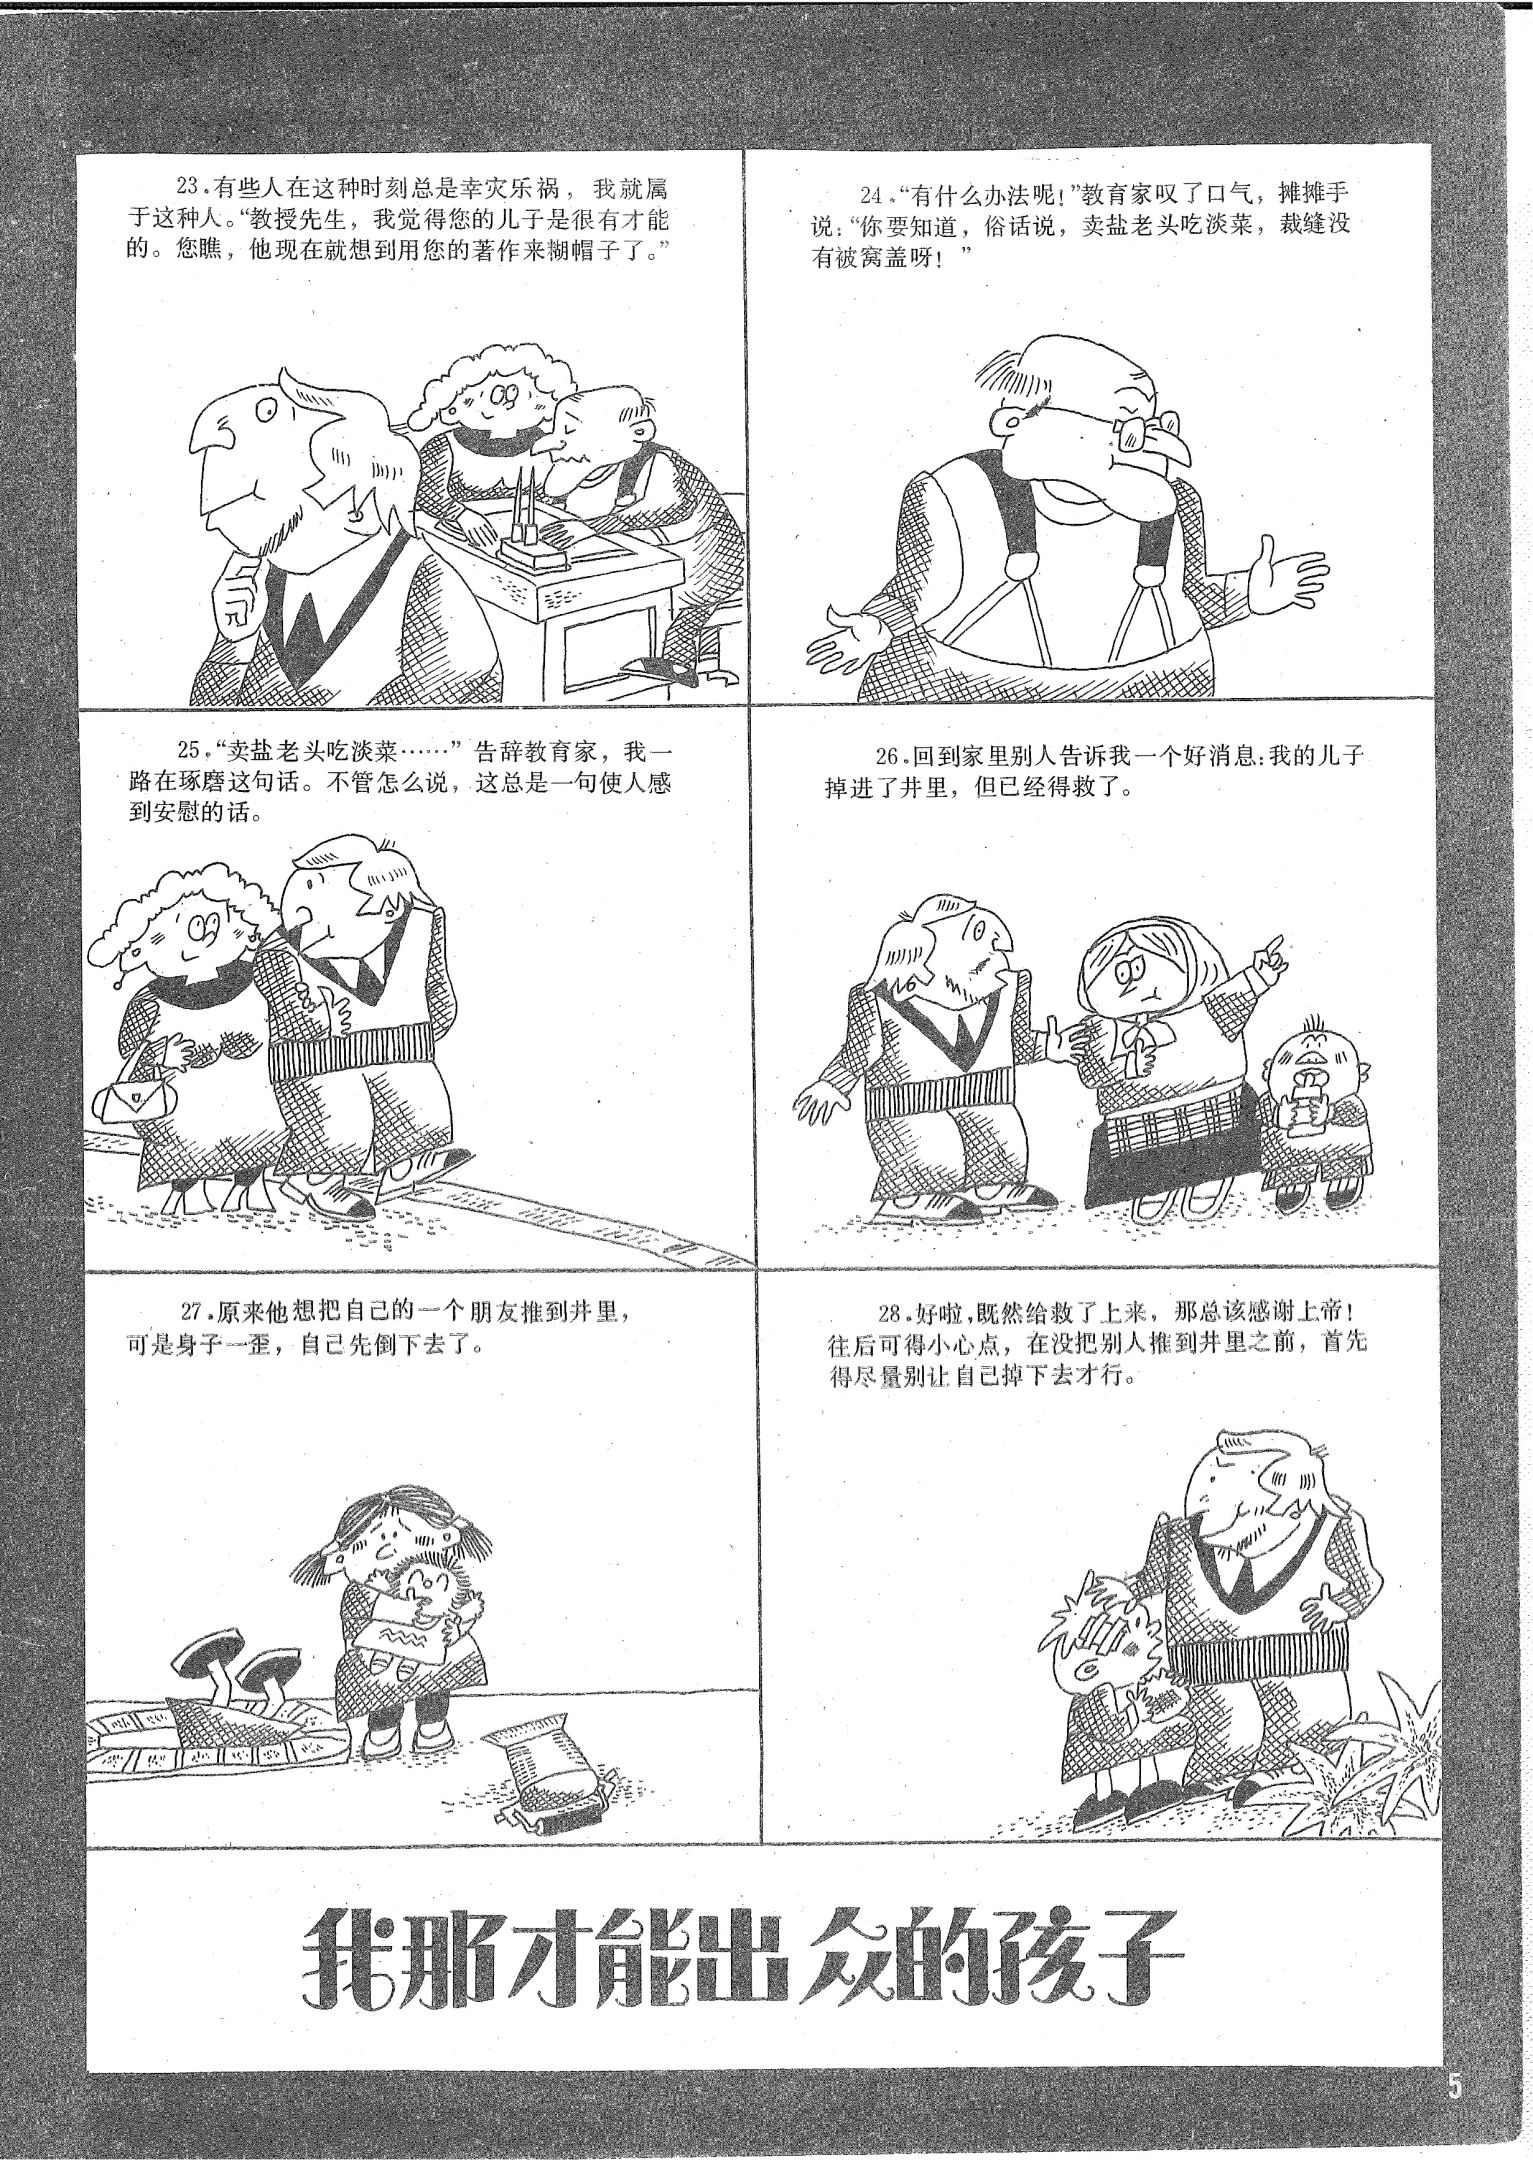 23.有些人在这种时刻总是幸灾乐祸，我就属
于这种人。“教授先生，我觉得您的儿子是很有才能
的。您瞧，他现在就想到用您的著作来糊帽子了。”
24.“有什么办法呢！”教育家叹了口气，摊摊手
说：“你要知道，俗话说，卖盐老头吃淡菜，裁缝没
有被窝盖呀！”
25.“卖盐老头吃淡菜……”告辞教育家，我一
路在琢磨这句话。不管怎么说，这总是一句使人感
到安慰的话。
26.回到家里别人告诉我一个好消息：我的儿子
掉进了井里，但已经得救了。
27.原来他想把自己的一个朋友推到井里，
可是身子一歪，自己先倒下去了。
28.好啦，既然给救了上来，那总该感谢上帝！
往后可得小心点，在没把别人推到井里之前，首先
得尽量别让自己掉下去才行。
我那才能出众的孩子
5